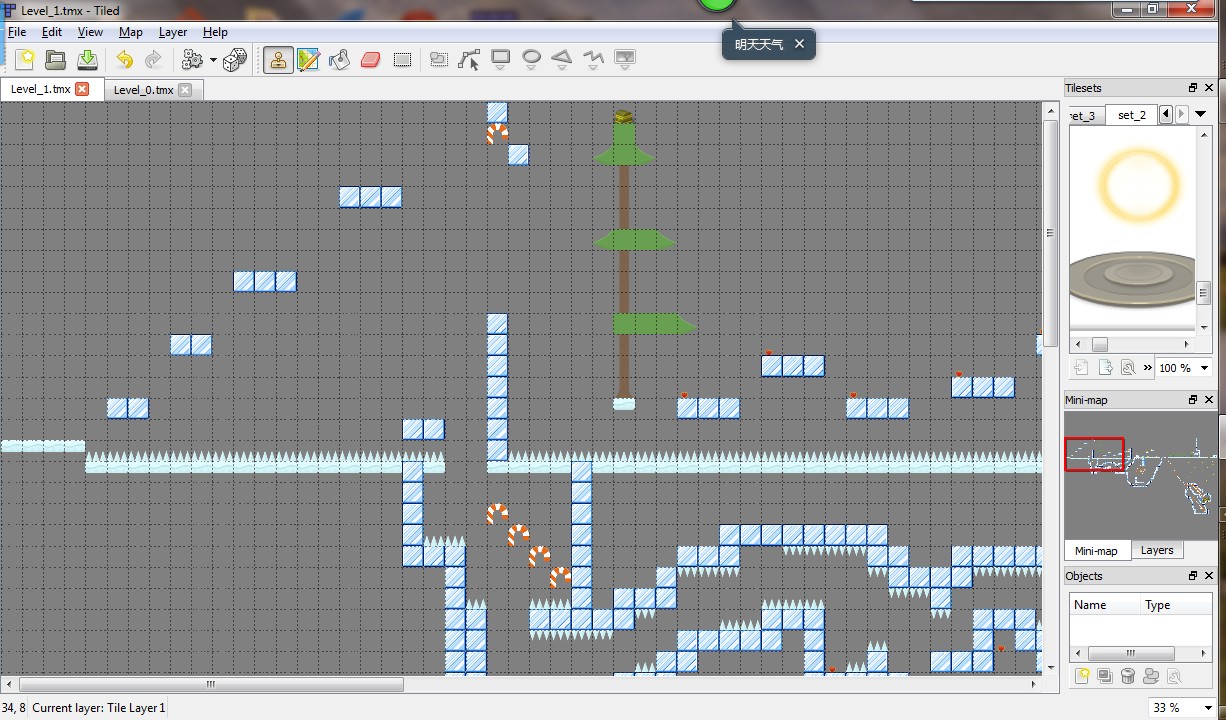 Level_1.tmx - Tiled
File Edit View Map Layer Help
明天天气
Level_1.tmx Level_0.tmx
Tilesets
set_3 set_2
100 %
Mini-map
Mini-map Layers
Objects
Name Type
34, 8 Current layer: Tile Layer 1
33 %